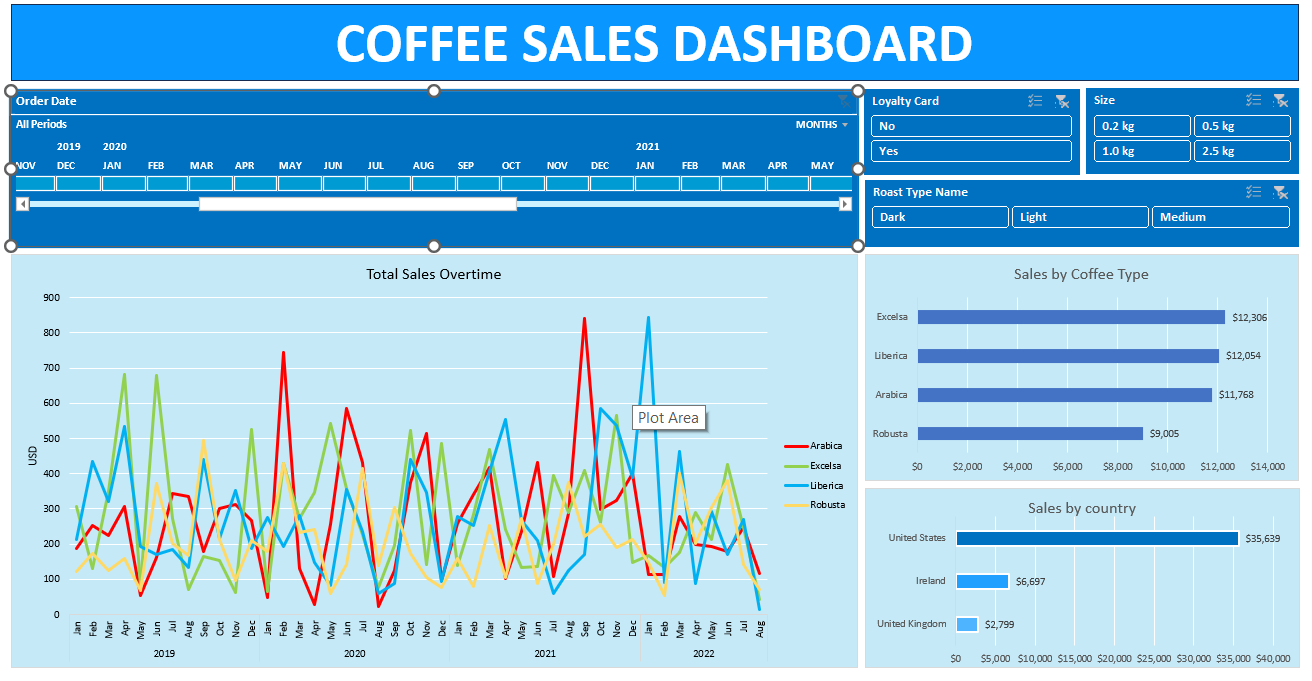 COFFEE SALES DASHBOARD
Order Date
All Periods
MONTHS
2019 2020 2021
NOV DEC JAN FEB MAR APR MAY JUN JUL AUG SEP OCT NOV DEC JAN FEB MAR APR MAY
Loyalty Card
No
Yes
Size
0.2 kg 0.5 kg
1.0 kg 2.5 kg
Roast Type Name
Dark Light Medium
Total Sales Overtime
900
800
700
600
500
400
300
200
100
0
USD
Jan Feb Mar Apr May Jun Jul Aug Sep Oct Nov Dec Jan Feb Mar Apr May Jun Jul Aug Sep Oct Nov Dec Jan Feb Mar Apr May Jun Jul Aug Sep Oct Nov Dec Jan Feb Mar Apr May Jun Jul Aug
2019 2020 2021 2022
Plot Area
Arabica
Excelsa
Liberica
Robusta
Sales by Coffee Type
Excelsa $12,306
Liberica $12,054
Arabica $11,768
Robusta $9,005
$0 $2,000 $4,000 $6,000 $8,000 $10,000 $12,000 $14,000
Sales by country
United States $35,639
Ireland $6,697
United Kingdom $2,799
$0 $5,000 $10,000 $15,000 $20,000 $25,000 $30,000 $35,000 $40,000